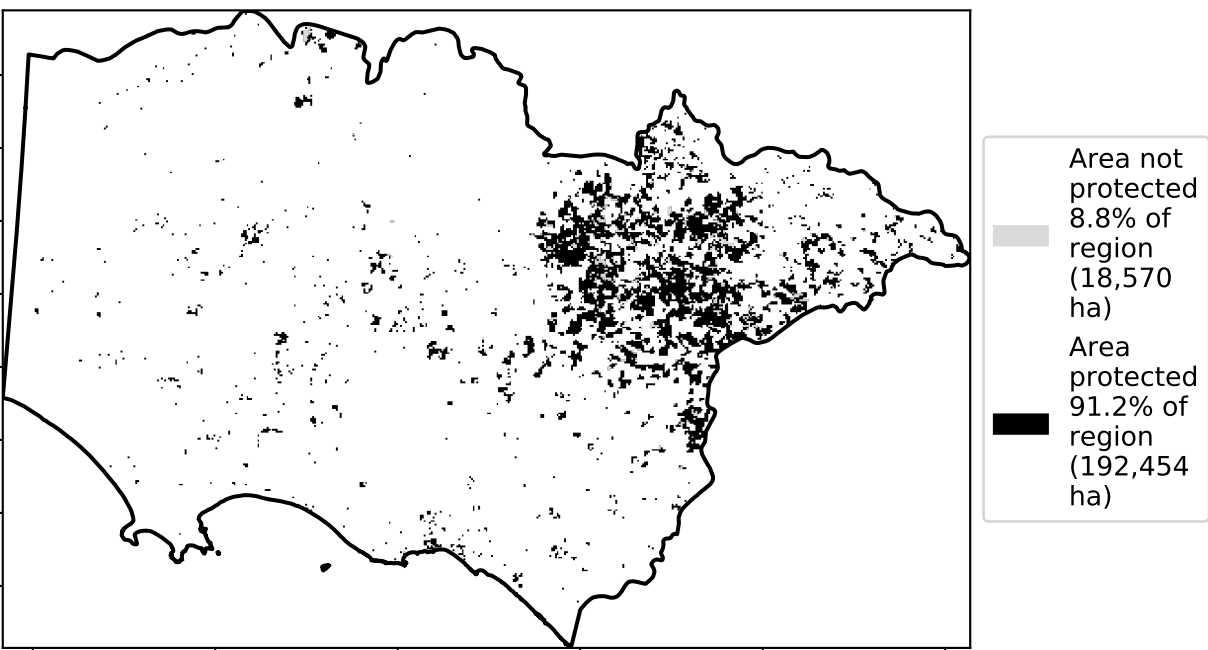 Area not
protected
8.8% of
region
(18,570
ha)
Area
protected
91.2% of
region
(192,454
ha)